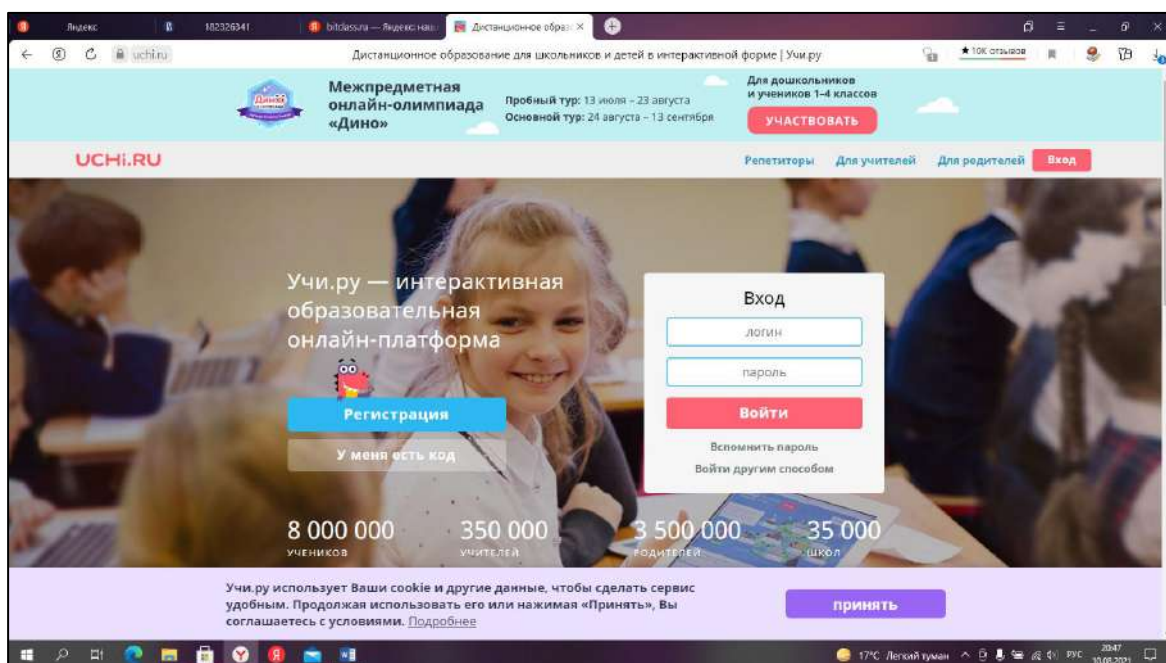 Яндекс
182326341
bitclass.ru — Яндекс: наш
Дистанционное образо
uchi.ru
Дистанционное образование для школьников и детей в интерактивной форме | Учи.ру
★ 10К отзывов
Межпредметная
онлайн-олимпиада
«Дино»
Пробный тур: 13 июля – 23 августа
Основной тур: 24 августа – 13 сентября
Для дошкольников
и учеников 1–4 классов
УЧАСТВОВАТЬ
UCHi.RU
Репетиторы
Для учителей
Для родителей
Вход
Учи.ру — интерактивная
образовательная
онлайн-платформа
Регистрация
У меня есть код
Вход
логин
пароль
Войти
Вспомнить пароль
Войти другим способом
8 000 000
УЧЕНИКОВ
350 000
УЧИТЕЛЕЙ
3 500 000
РОДИТЕЛЕЙ
35 000
ШКОЛ
Учи.ру использует Ваши cookie и другие данные, чтобы сделать сервис
удобным. Продолжая использовать его или нажимая «Принять», Вы
соглашаетесь с условиями. Подробнее
принять
17°C Легкий туман
РУС
20:47
10.08.2021